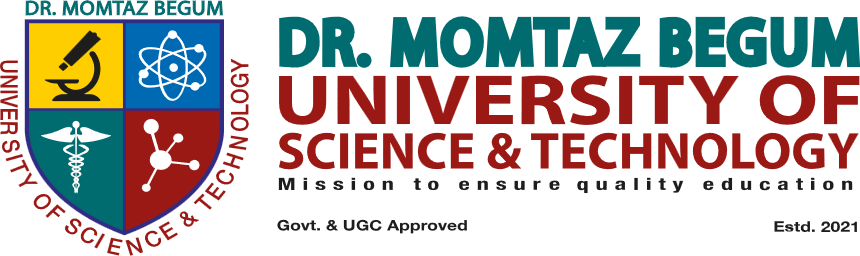 DR. MOMTAZ BEGUM
UNIVERSITY OF SCIENCE & TECHNOLOGY
DR. MOMTAZ BEGUM
UNIVERSITY OF
SCIENCE & TECHNOLOGY
Mission to ensure quality education
Govt. & UGC Approved
Estd. 2021